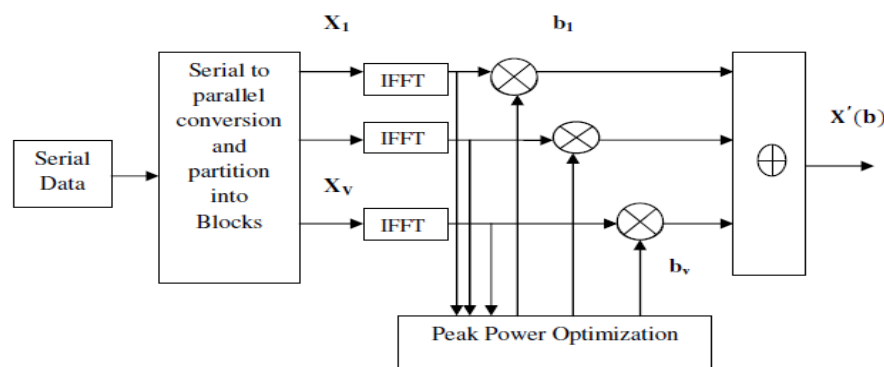 X₁
b₁
Serial to
parallel
conversion
and
partition
into
Blocks
IFFT
IFFT
IFFT
Serial
Data
Xᵥ
X′(b)
bᵥ
Peak Power Optimization